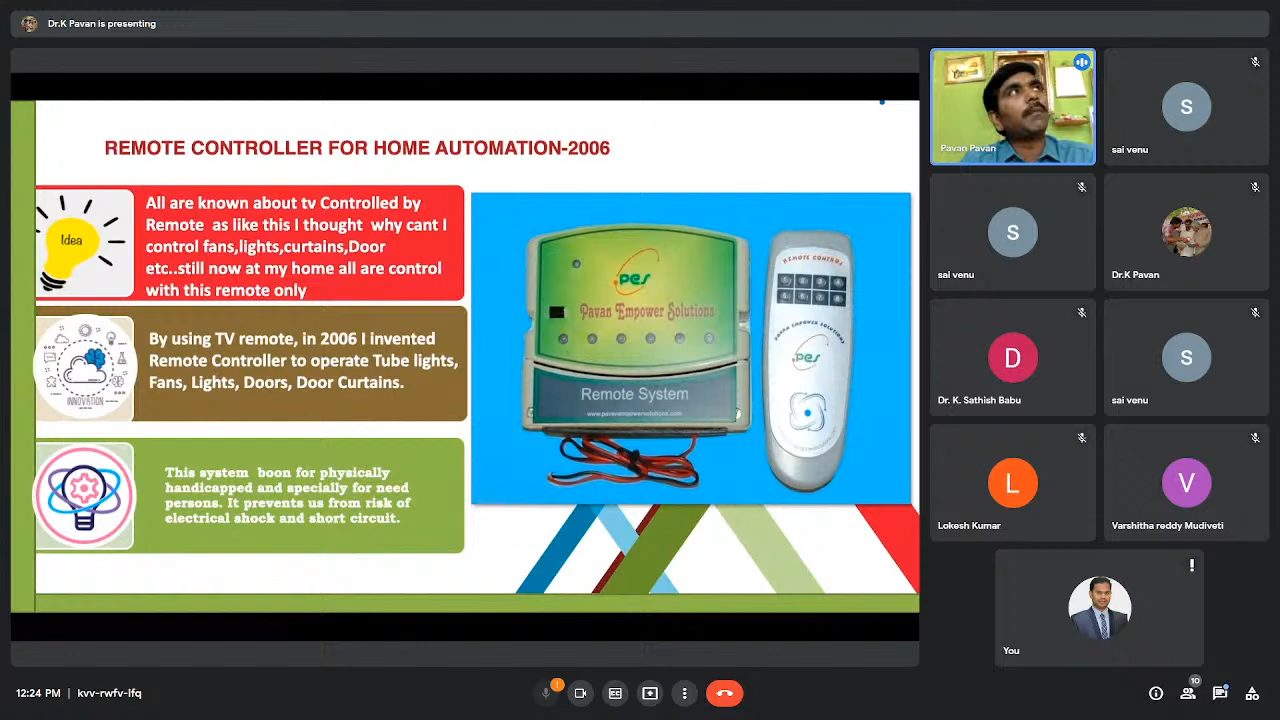 Dr.K Pavan is presenting
REMOTE CONTROLLER FOR HOME AUTOMATION-2006
Idea
All are known about tv Controlled by
Remote as like this I thought why cant I
control fans,lights,curtains,Door
etc..still now at my home all are control
with this remote only
INNOVATION
By using TV remote, in 2006 I invented
Remote Controller to operate Tube lights,
Fans, Lights, Doors, Door Curtains.
This system boon for physically
handicapped and specially for need
persons. It prevents us from risk of
electrical shock and short circuit.
pes
Pavan Empower Solutions
Remote System
www.pavanempowersolutions.com
REMOTE CONTROL
PAVAN EMPOWER SOLUTIONS
pes
Pavan Pavan
S
sai venu
S
sai venu
Dr.K Pavan
D
Dr. K. Sathish Babu
S
sai venu
L
Lokesh Kumar
V
Varshitha reddy Mudiveti
You
12:24 PM | kvv-rwfv-lfq
10